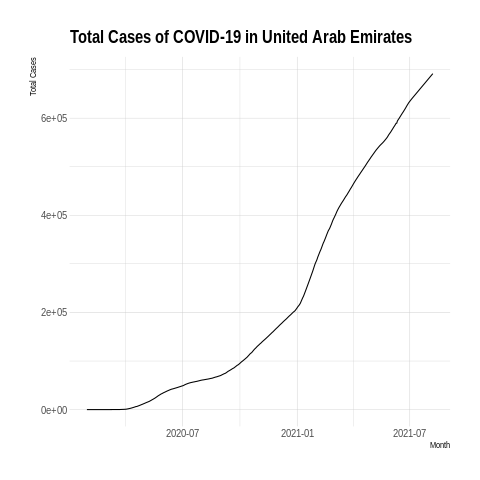 Total Cases of COVID-19 in United Arab Emirates
Total Cases
6e+05
4e+05
2e+05
0e+00
2020-07
2021-01
2021-07
Month